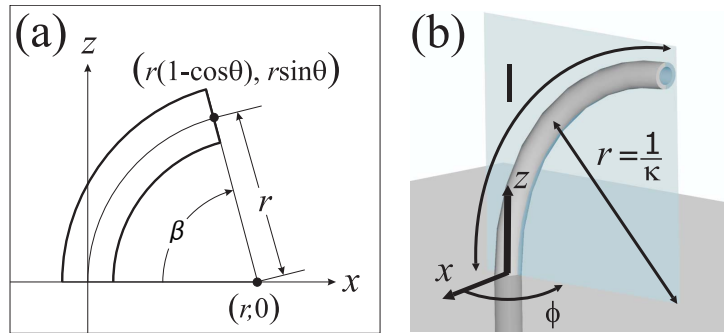 (a)
z
(r(1-cosθ), rsinθ)
β
r
x
(r,0)
(b)
l
r = 1/κ
z
x
ϕ